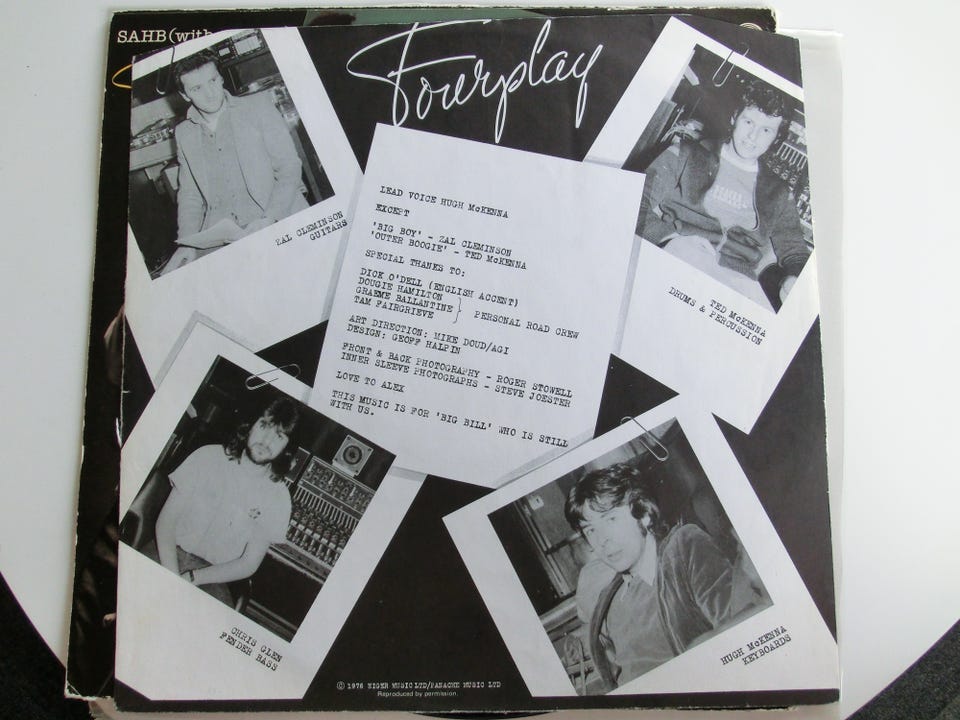 SAHB (with
Fourplay
ZAL CLEMINSON
GUITARS
LEAD VOICE HUGH McKENNA
EXCEPT
'BIG BOY' - ZAL CLEMINSON
'OUTER BOOGIE' - TED McKENNA
SPECIAL THANKS TO:
DICK O'DELL (ENGLISH ACCENT)
DOUGIE HAMILTON
GRAEME BALLANTINE } PERSONAL ROAD CREW
TAM FAIRGRIEVE
ART DIRECTION: MIKE DOUD/AGI
DESIGN: GEOFF HALPIN
FRONT & BACK PHOTOGRAPHY - ROGER STOWELL
INNER SLEEVE PHOTOGRAPHS - STEVE JOESTER
LOVE TO ALEX
THIS MUSIC IS FOR 'BIG BILL' WHO IS STILL
WITH US.
TED McKENNA
DRUMS & PERCUSSION
CHRIS GLEN
FENDER BASS
HUGH McKENNA
KEYBOARDS
© 1976 NIGER MUSIC LTD/PANACHE MUSIC LTD
Reproduced by permission.